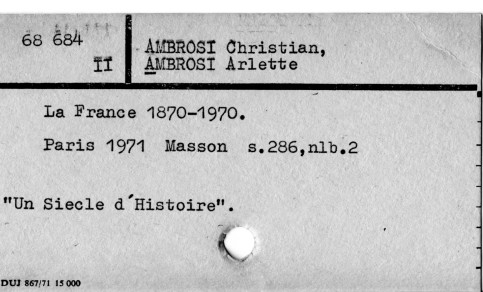 68 684
II
AMBROSI Christian,
AMBROSI Arlette
La France 1870-1970.
Paris 1971 Masson s.286,nlb.2
"Un Siecle d´Histoire".
DUJ 867/71 15 000